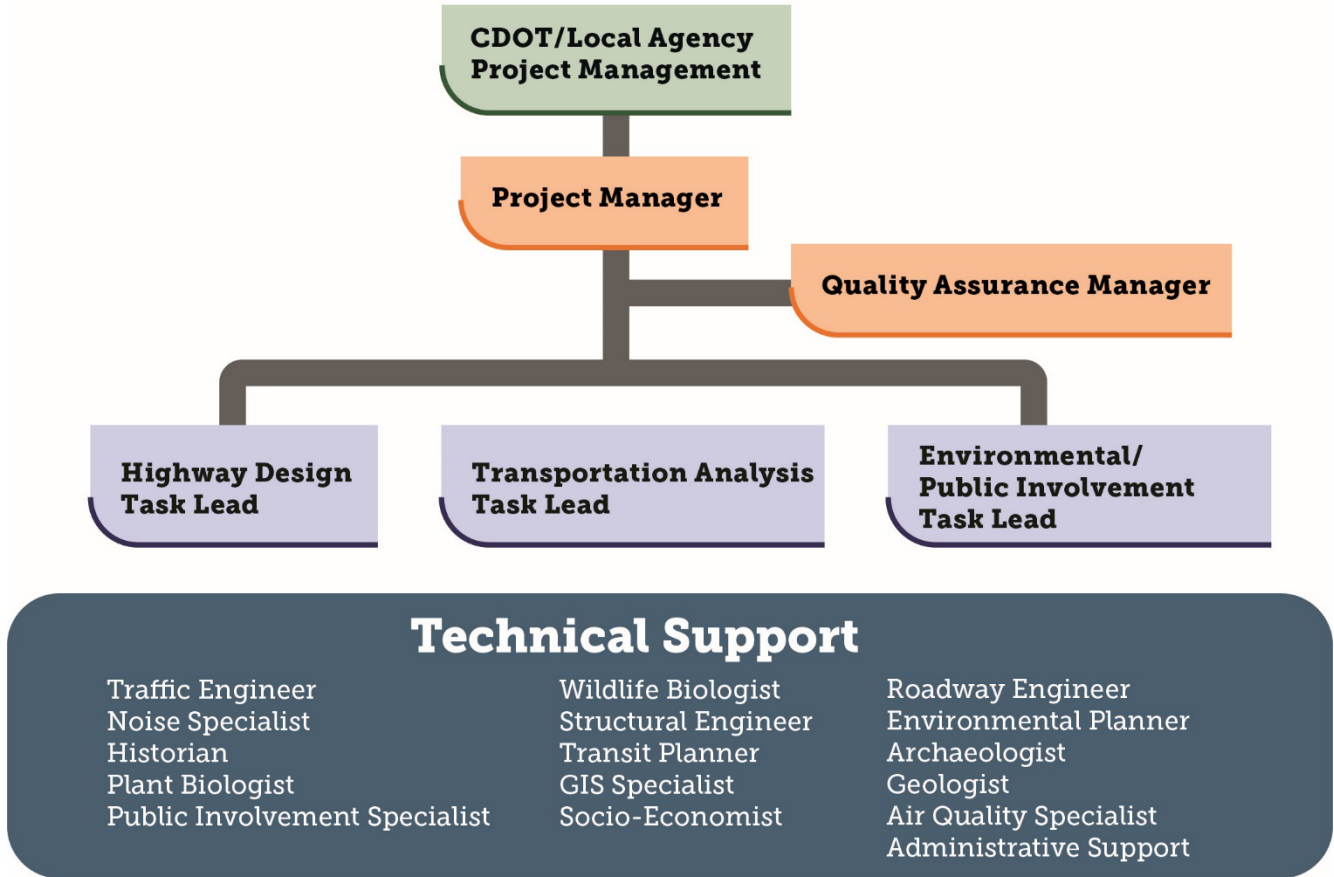 CDOT/Local Agency
Project Management
Project Manager
Quality Assurance Manager
Highway Design
Task Lead
Transportation Analysis
Task Lead
Environmental/
Public Involvement
Task Lead
Technical Support
Traffic Engineer
Noise Specialist
Historian
Plant Biologist
Public Involvement Specialist
Wildlife Biologist
Structural Engineer
Transit Planner
GIS Specialist
Socio-Economist
Roadway Engineer
Environmental Planner
Archaeologist
Geologist
Air Quality Specialist
Administrative Support